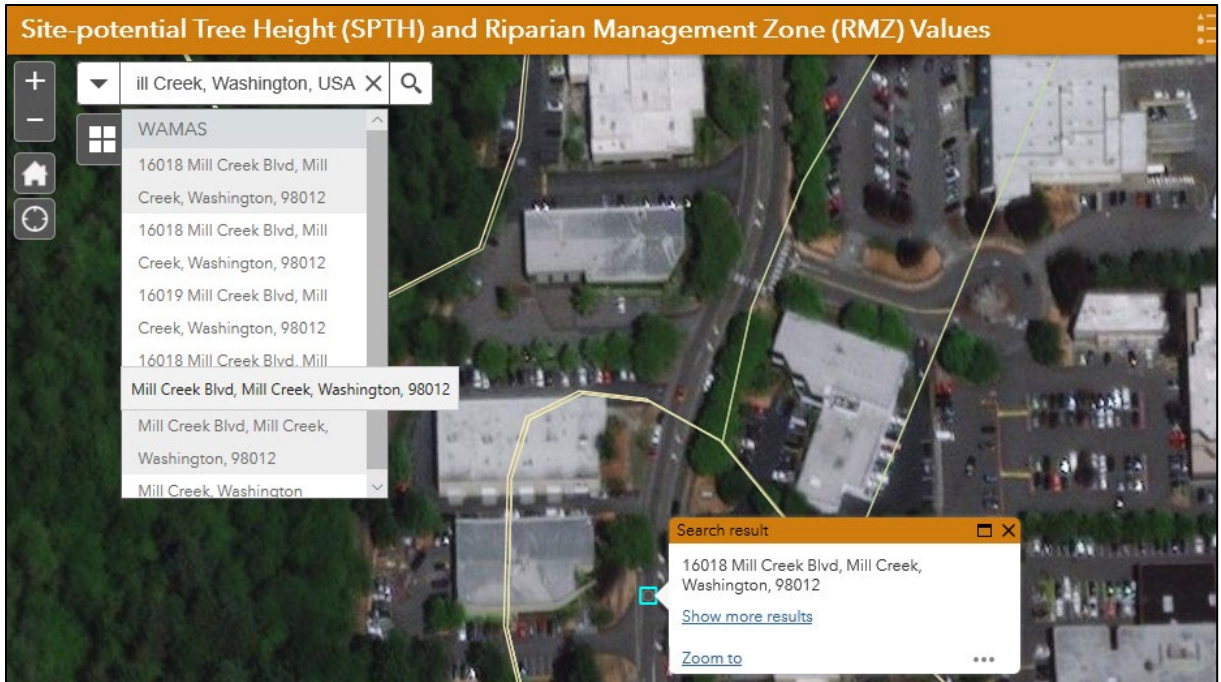 Site-potential Tree Height (SPTH) and Riparian Management Zone (RMZ) Values
ill Creek, Washington, USA
WAMAS
16018 Mill Creek Blvd, Mill
Creek, Washington, 98012
16018 Mill Creek Blvd, Mill
Creek, Washington, 98012
16019 Mill Creek Blvd, Mill
Creek, Washington, 98012
16018 Mill Creek Blvd, Mill
Mill Creek Blvd, Mill Creek, Washington, 98012
Mill Creek Blvd, Mill Creek,
Washington, 98012
Mill Creek, Washington
Search result
16018 Mill Creek Blvd, Mill Creek,
Washington, 98012
Show more results
Zoom to